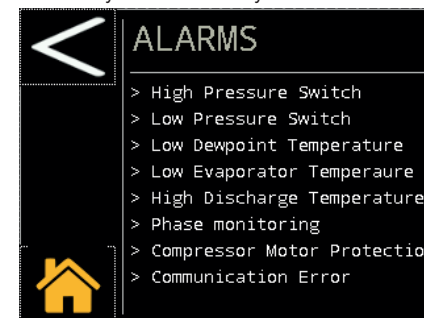 ALARMS
> High Pressure Switch
> Low Pressure Switch
> Low Dewpoint Temperature
> Low Evaporator Temperaure
> High Discharge Temperature
> Phase monitoring
> Compressor Motor Protectio
> Communication Error